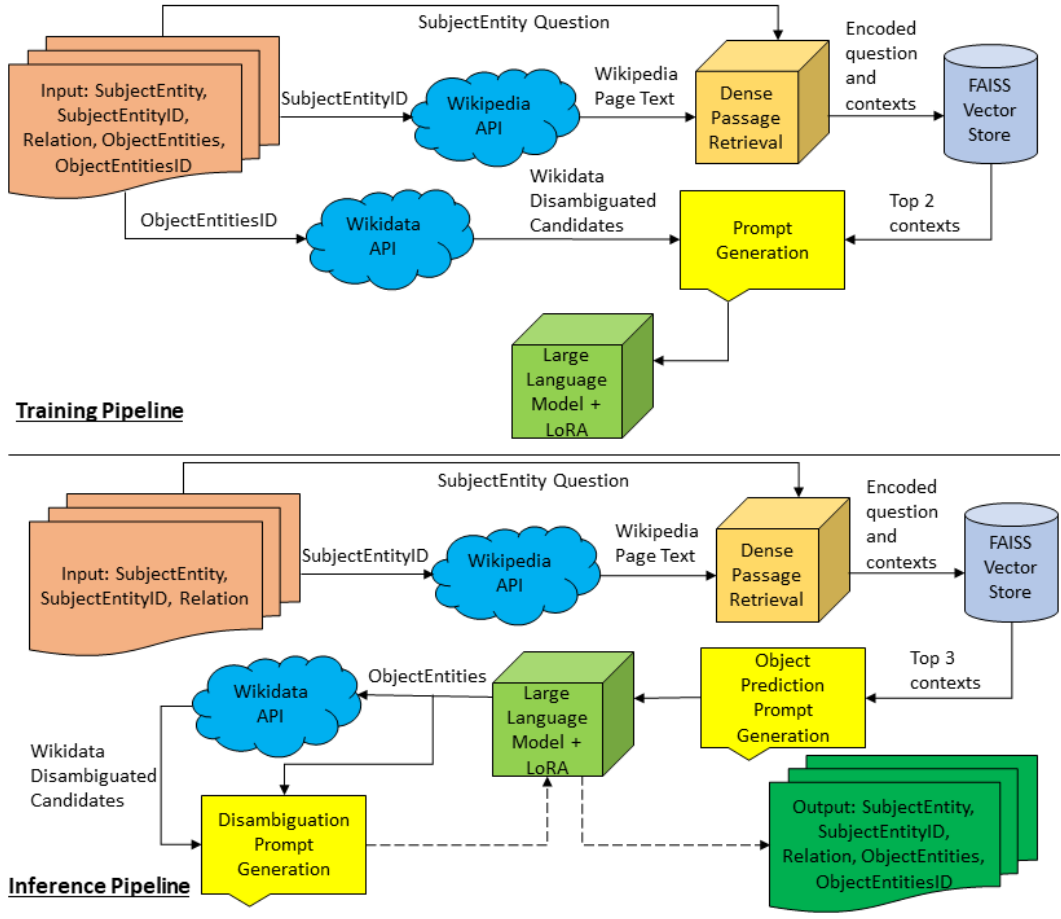 SubjectEntity Question
Input: SubjectEntity,
SubjectEntityID,
Relation, ObjectEntities,
ObjectEntitiesID
SubjectEntityID
Wikipedia
API
Wikipedia
Page Text
Dense
Passage
Retrieval
Encoded
question
and
contexts
FAISS
Vector
Store
ObjectEntitiesID
Wikidata
API
Wikidata
Disambiguated
Candidates
Prompt
Generation
Top 2
contexts
Large
Language
Model +
LoRA
Training Pipeline
SubjectEntity Question
Input: SubjectEntity,
SubjectEntityID, Relation
SubjectEntityID
Wikipedia
API
Wikipedia
Page Text
Dense
Passage
Retrieval
Encoded
question
and
contexts
FAISS
Vector
Store
Top 3
contexts
Object
Prediction
Prompt
Generation
Large
Language
Model +
LoRA
ObjectEntities
Wikidata
API
Wikidata
Disambiguated
Candidates
Disambiguation
Prompt
Generation
Output: SubjectEntity,
SubjectEntityID,
Relation, ObjectEntities,
ObjectEntitiesID
Inference Pipeline